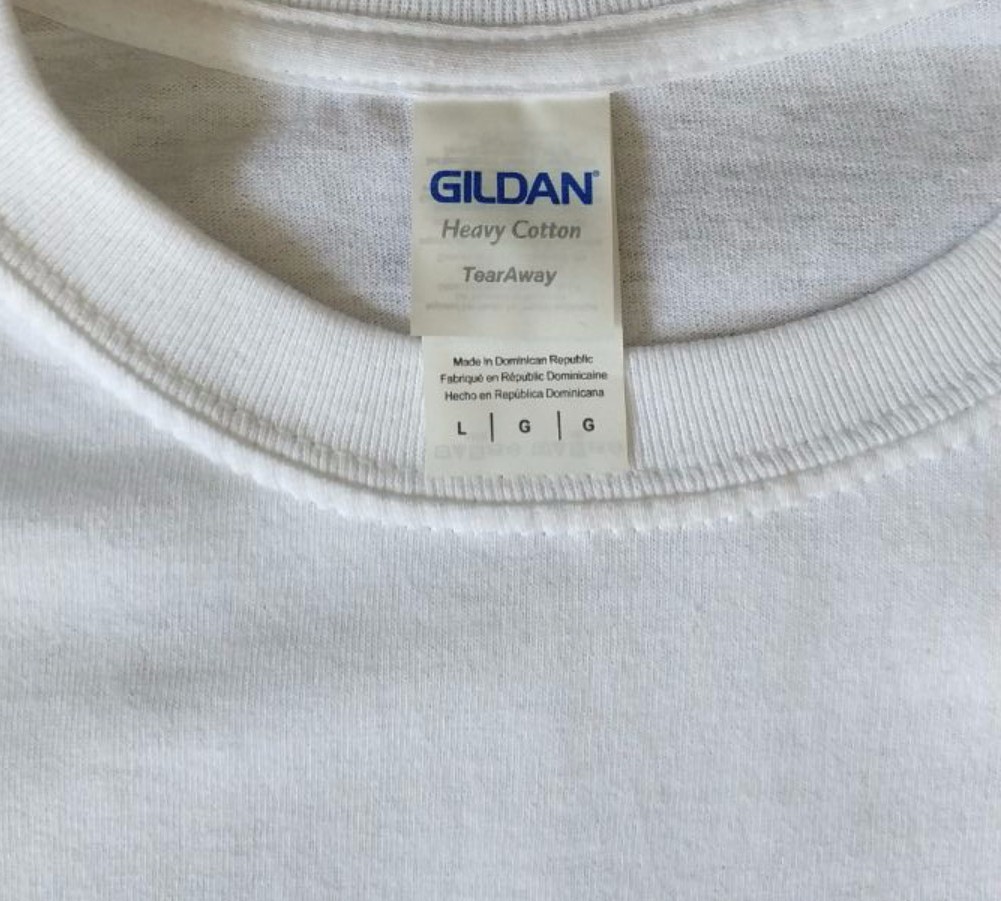 GILDAN®
Heavy Cotton
TearAway
Made in Dominican Republic
Fabriqué en Républic Dominicaine
Hecho en República Dominicana
L | G | G